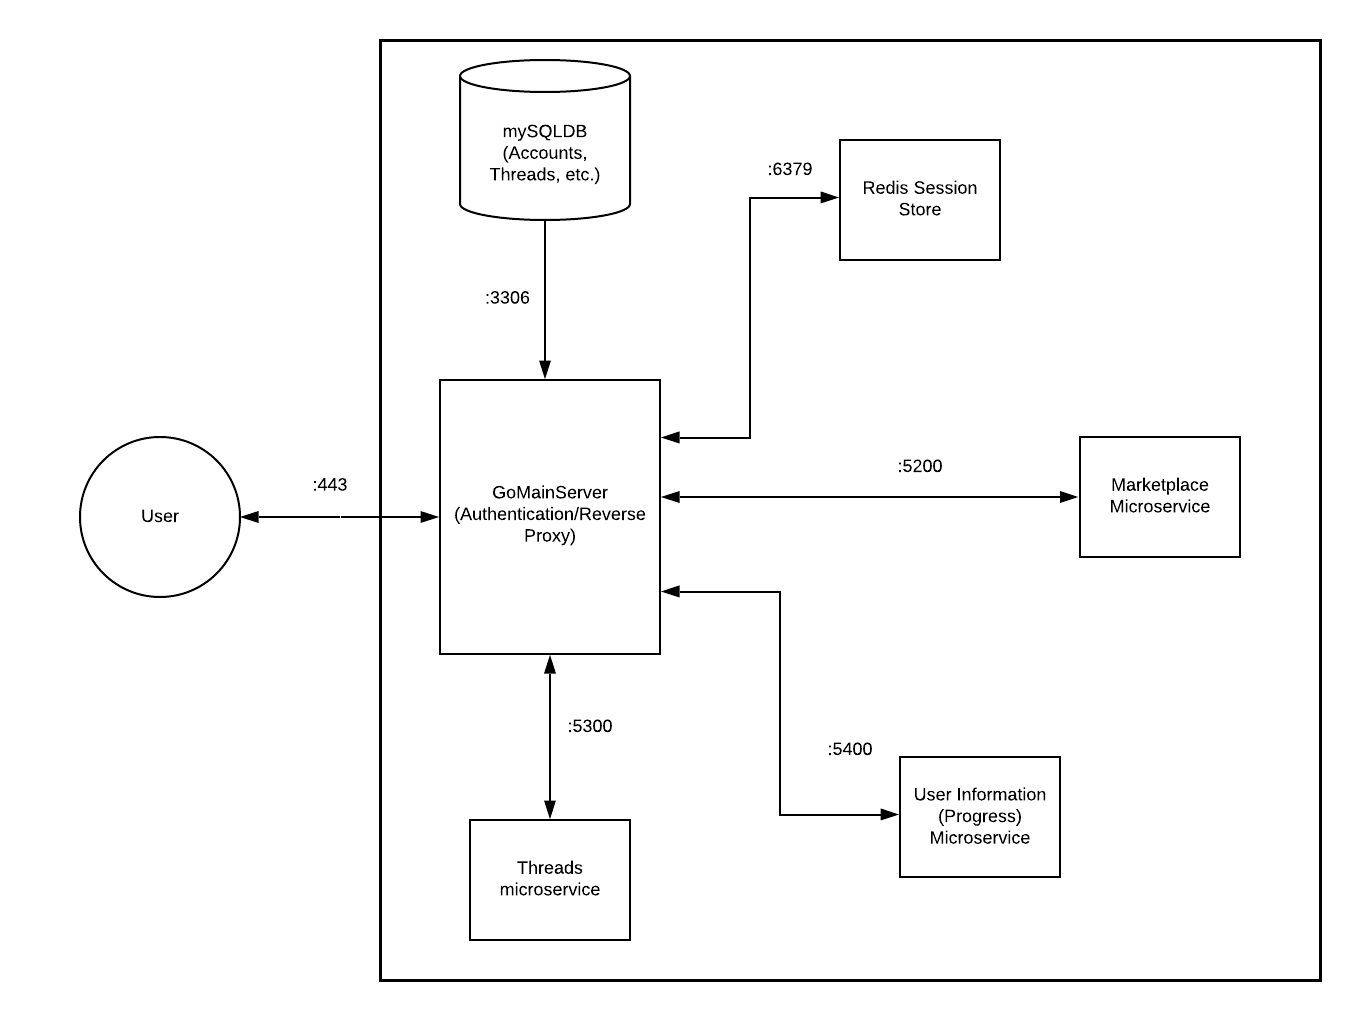 mySQLDB
(Accounts,
Threads, etc.)
:6379
Redis Session
Store
:3306
:5200
:443
GoMainServer
(Authentication/Reverse
Proxy)
User
Marketplace
Microservice
:5300
:5400
User Information
(Progress)
Microservice
Threads
microservice